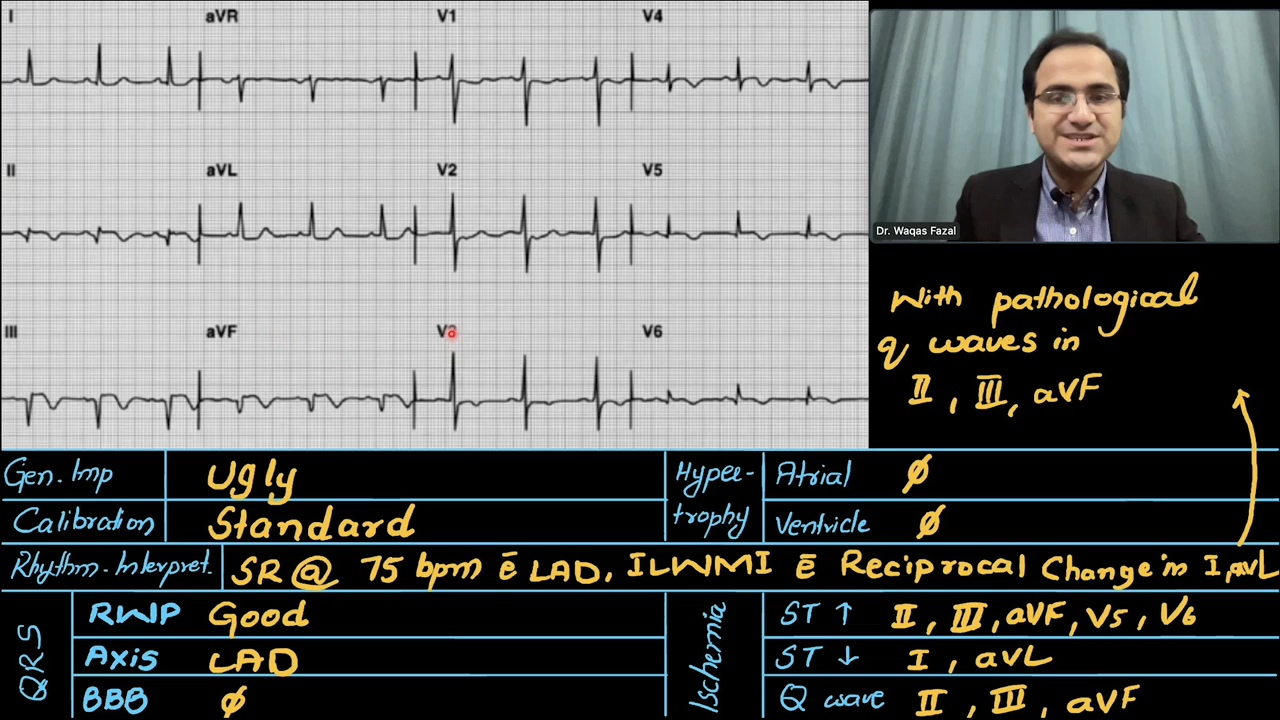 I aVR V1 V4
II aVL V2 V5
III aVF V3 V6
Dr. Waqas Fazal
With pathological
q waves in
II, III, aVF
Gen. Imp Ugly
Calibration Standard
Rhythm. Interpret. SR @ 75 bpm c̄ LAD, ILWMI c̄ Reciprocal Change in I, aVL
QRS
RWP Good
Axis LAD
BBB ∅
Hyper-
trophy
Atrial ∅
Ventricle ∅
Ischemia
ST ↑ II, III, aVF, V5, V6
ST ↓ I, aVL
Q wave II, III, aVF